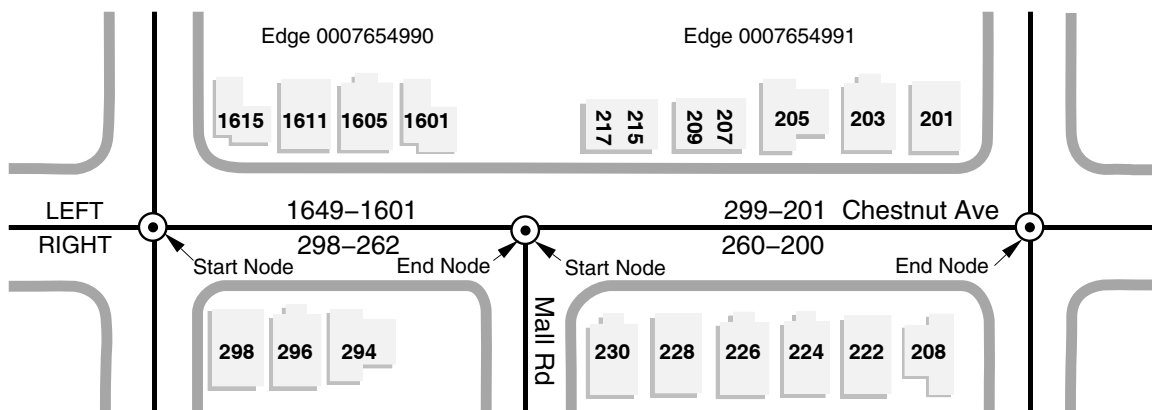 Edge 0007654990
Edge 0007654991
1615 1611 1605 1601
217 215 209 207 205 203 201
LEFT
1649–1601
299–201 Chestnut Ave
RIGHT
298–262
260–200
Start Node
End Node
Start Node
End Node
Mall Rd
298 296 294
230 228 226 224 222 208